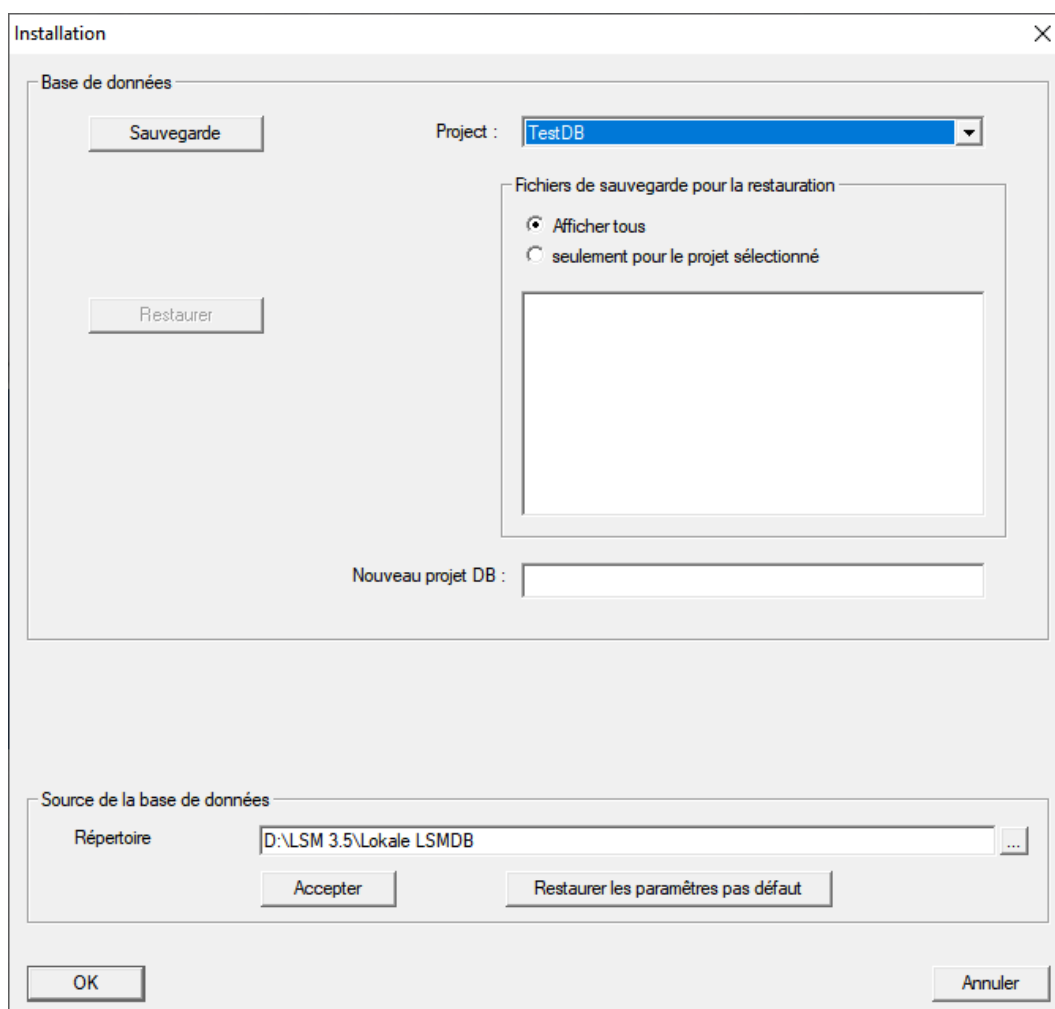 Installation
Base de données
Sauvegarde
Project :
TestDB
Fichiers de sauvegarde pour la restauration
Afficher tous
seulement pour le projet sélectionné
Restaurer
Nouveau projet DB :
Source de la base de données
Répertoire
D:\LSM 3.5\Lokale LSMDB
...
Accepter
Restaurer les paramêtres pas défaut
OK
Annuler